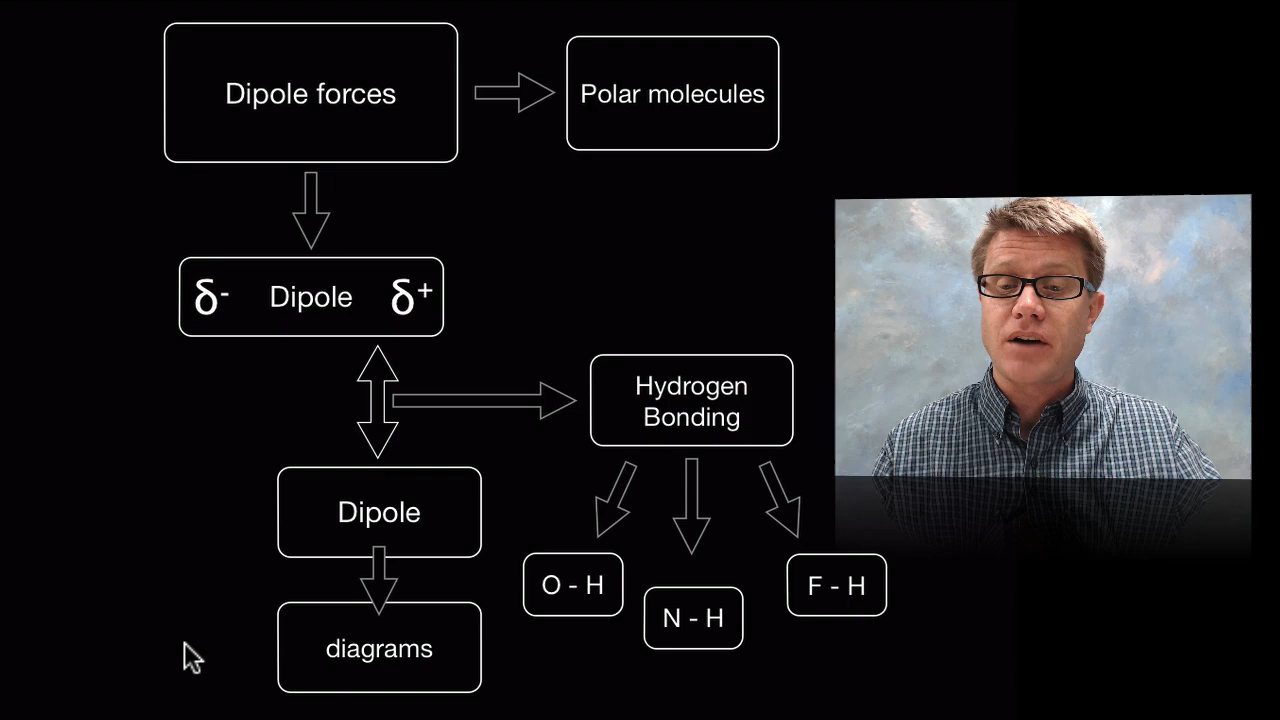 Dipole forces
Polar molecules
δ- Dipole δ+
Hydrogen
Bonding
Dipole
O - H
N - H
F - H
diagrams